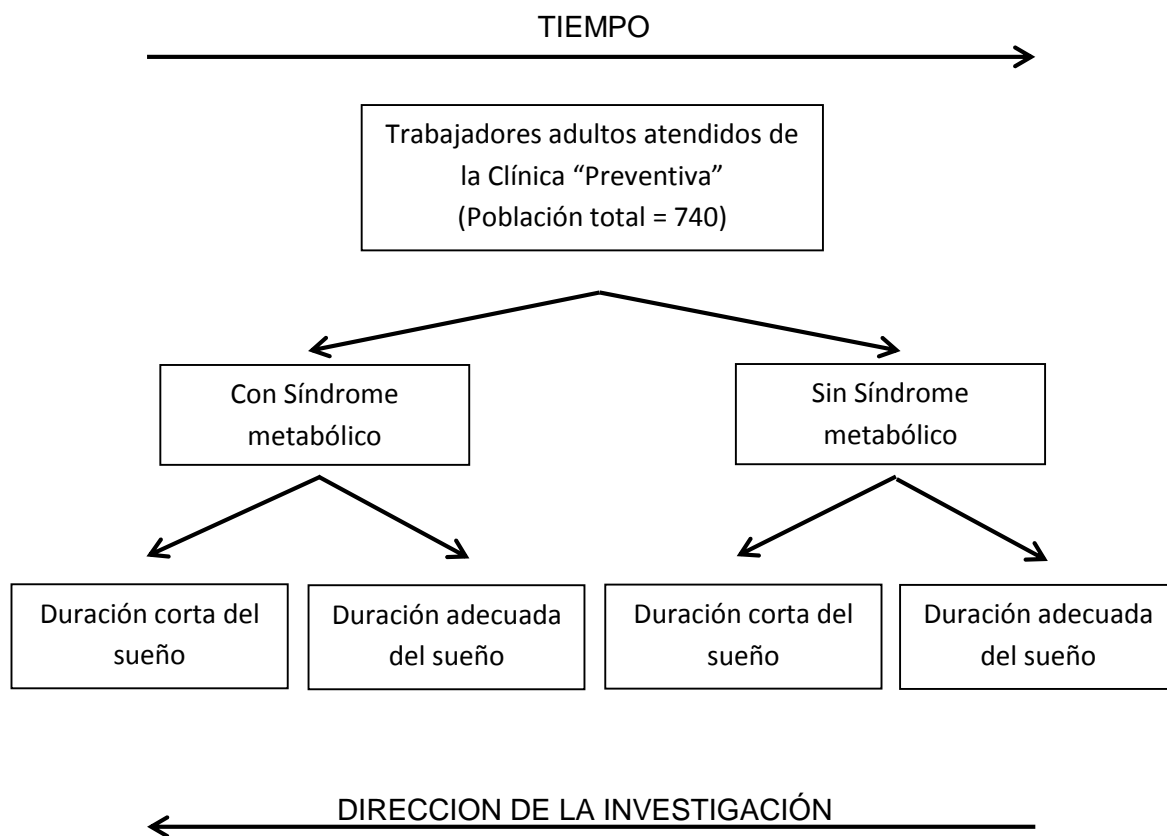 TIEMPO
Trabajadores adultos atendidos de
la Clínica “Preventiva”
(Población total = 740)
Con Síndrome
metabólico
Sin Síndrome
metabólico
Duración corta del
sueño
Duración adecuada
del sueño
Duración corta del
sueño
Duración adecuada
del sueño
DIRECCION DE LA INVESTIGACIÓN